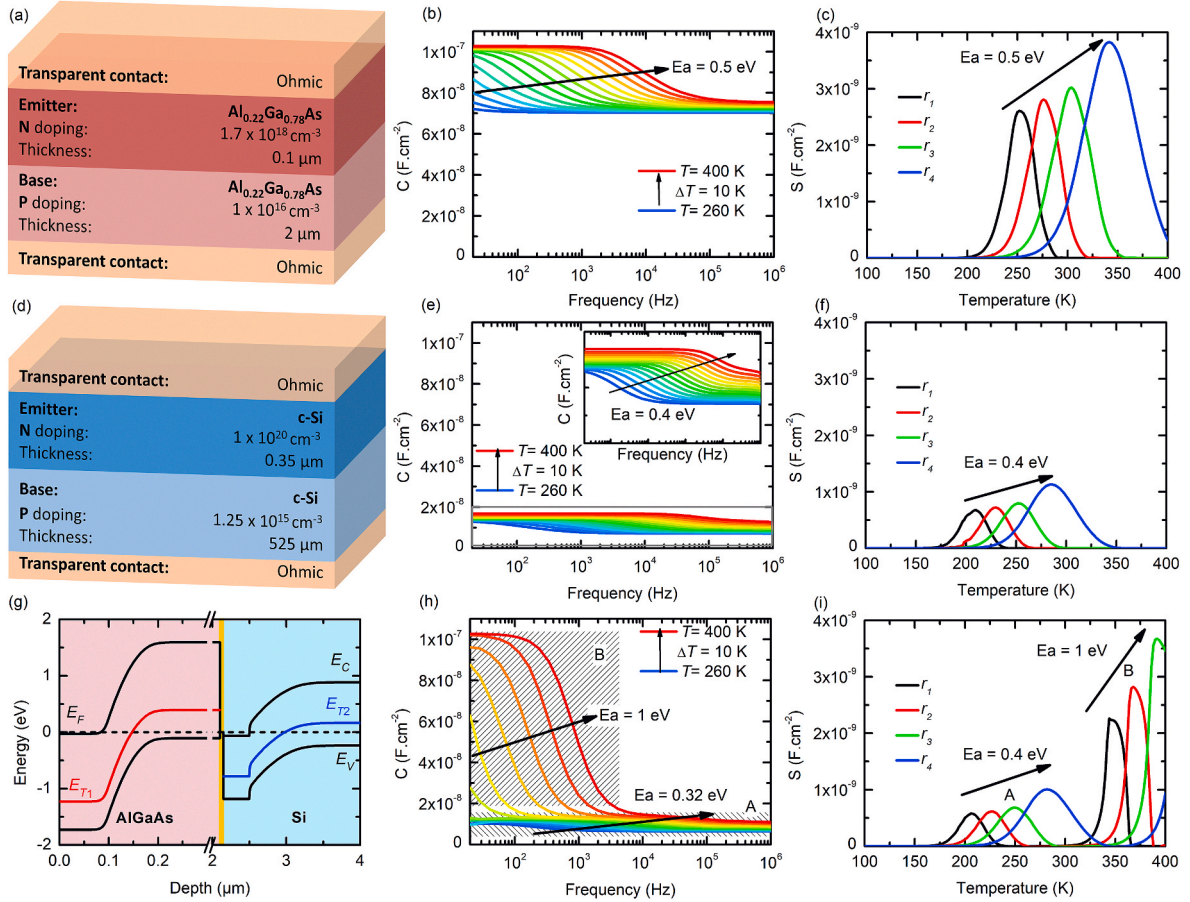 (a)
Transparent contact: Ohmic
Emitter: Al0.22Ga0.78As
N doping: 1.7 x 10^18 cm^-3
Thickness: 0.1 µm
Base: Al0.22Ga0.78As
P doping: 1 x 10^16 cm^-3
Thickness: 2 µm
Transparent contact: Ohmic
(b)
C (F.cm^-2)
1x10^-7
8x10^-8
6x10^-8
4x10^-8
2x10^-8
0
Ea = 0.5 eV
T= 400 K
ΔT = 10 K
T= 260 K
10^2 10^3 10^4 10^5 10^6
Frequency (Hz)
(c)
S (F.cm^-2)
4x10^-9
3x10^-9
2x10^-9
1x10^-9
0
Ea = 0.5 eV
r1
r2
r3
r4
100 150 200 250 300 350 400
Temperature (K)
(d)
Transparent contact: Ohmic
Emitter: c-Si
N doping: 1 x 10^20 cm^-3
Thickness: 0.35 µm
Base: c-Si
P doping: 1.25 x 10^15 cm^-3
Thickness: 525 µm
Transparent contact: Ohmic
(e)
C (F.cm^-2)
1x10^-7
8x10^-8
6x10^-8
4x10^-8
2x10^-8
0
C (F.cm^-2)
Ea = 0.4 eV
Frequency (Hz)
T= 400 K
ΔT = 10 K
T= 260 K
10^2 10^3 10^4 10^5 10^6
Frequency (Hz)
(f)
S (F.cm^-2)
4x10^-9
3x10^-9
2x10^-9
1x10^-9
0
r1
r2
r3
r4
Ea = 0.4 eV
100 150 200 250 300 350 400
Temperature (K)
(g)
Energy (eV)
2
1
0
-1
-2
EF
ET1
AlGaAs
EC
ET2
EV
Si
0.0 0.1 0.2 2 3 4
Depth (µm)
(h)
C (F.cm^-2)
1x10^-7
8x10^-8
6x10^-8
4x10^-8
2x10^-8
0
B
T= 400 K
ΔT = 10 K
T= 260 K
Ea = 1 eV
Ea = 0.32 eV
A
10^2 10^3 10^4 10^5 10^6
Frequency (Hz)
(i)
S (F.cm^-2)
4x10^-9
3x10^-9
2x10^-9
1x10^-9
0
r1
r2
r3
r4
Ea = 1 eV
B
Ea = 0.4 eV
A
100 150 200 250 300 350 400
Temperature (K)